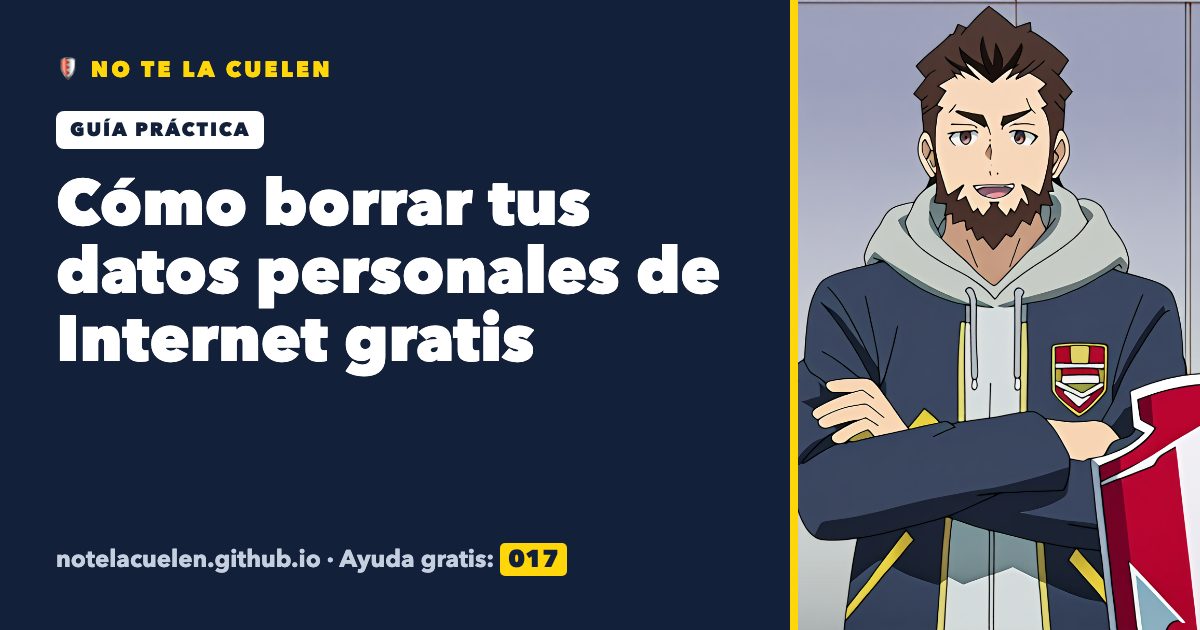 NO TE LA CUELEN
GUÍA PRÁCTICA
Cómo borrar tus
datos personales de
Internet gratis
notelacuelen.github.io · Ayuda gratis: 017